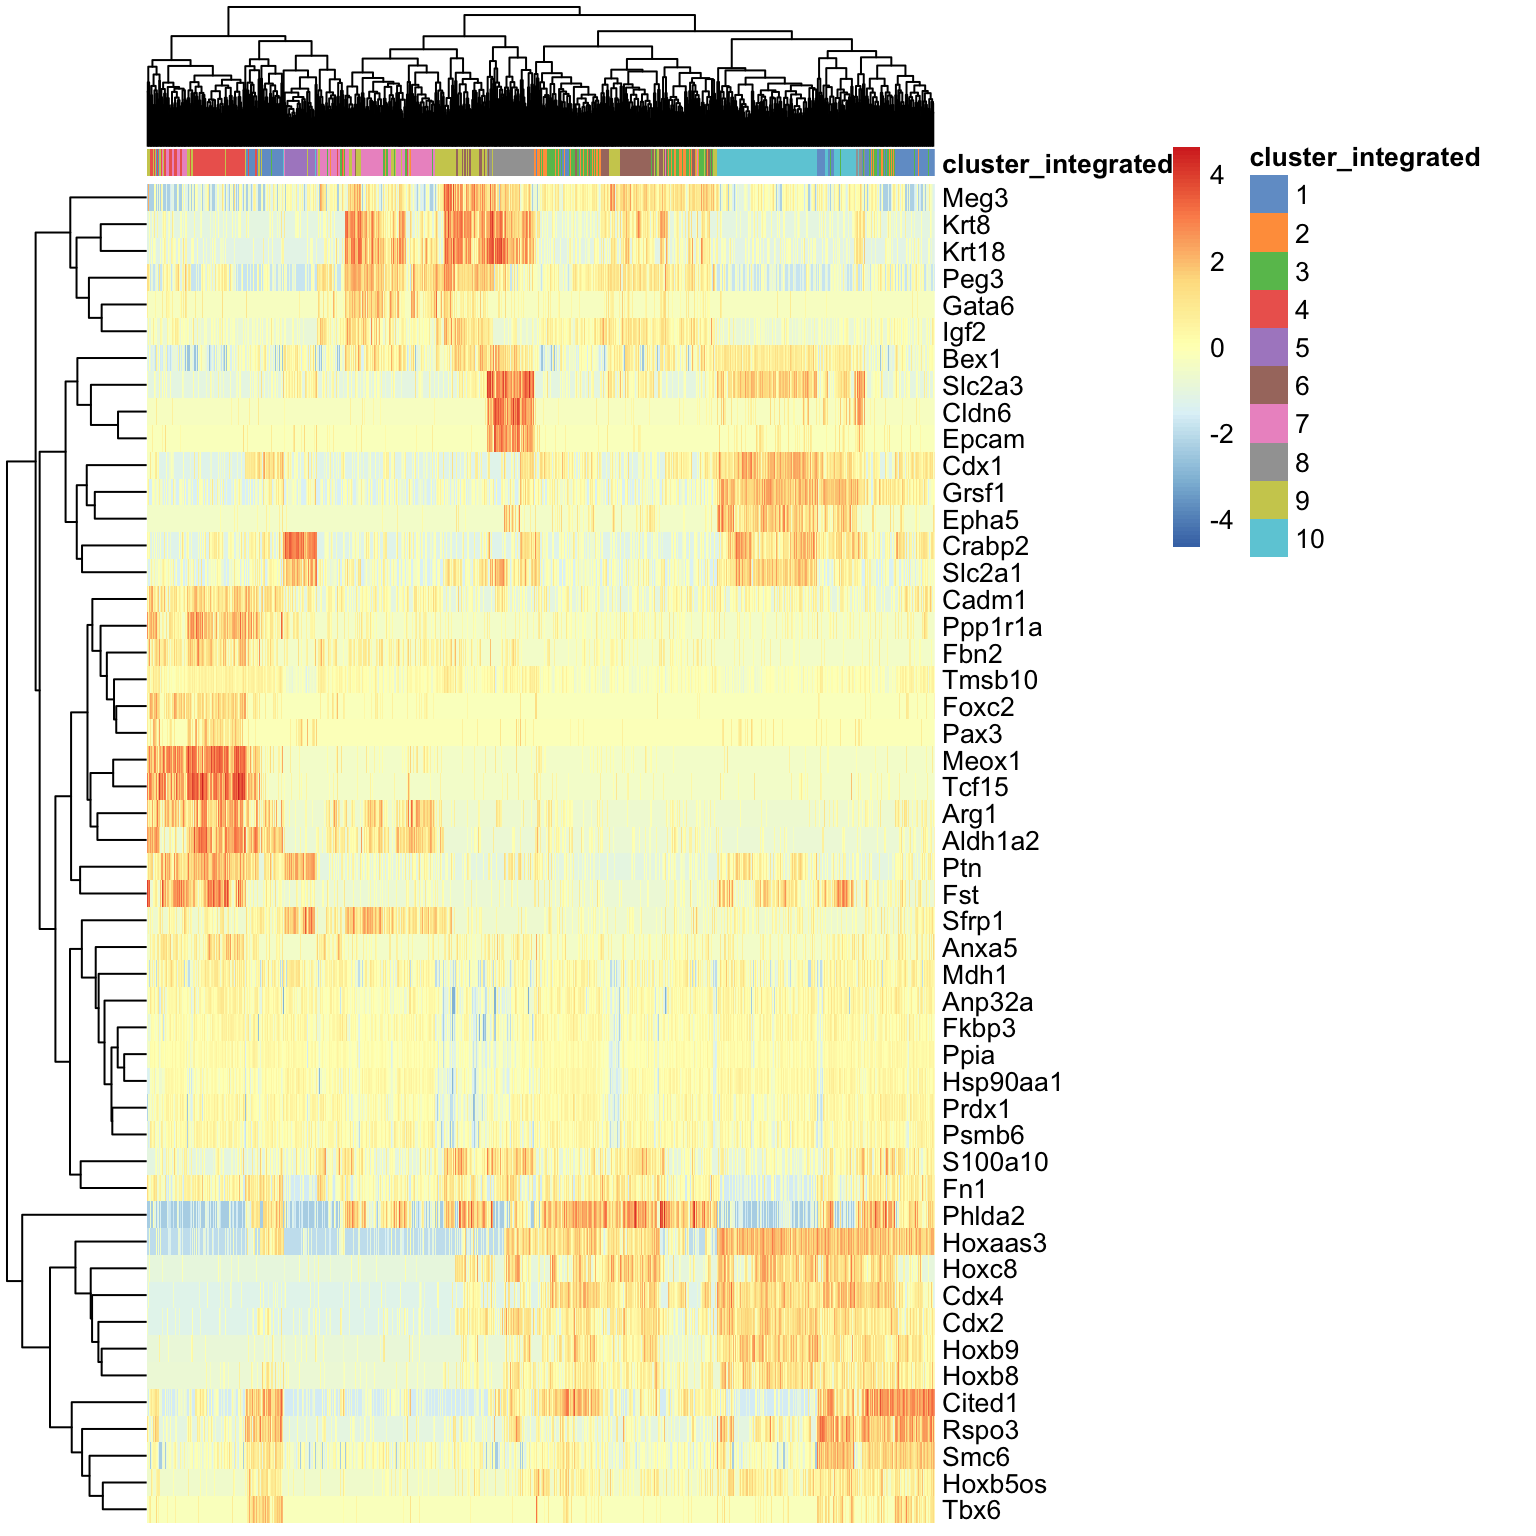 cluster_integrated
cluster_integrated
4
2
0
-2
-4
1
2
3
4
5
6
7
8
9
10
Meg3
Krt8
Krt18
Peg3
Gata6
Igf2
Bex1
Slc2a3
Cldn6
Epcam
Cdx1
Grsf1
Epha5
Crabp2
Slc2a1
Cadm1
Ppp1r1a
Fbn2
Tmsb10
Foxc2
Pax3
Meox1
Tcf15
Arg1
Aldh1a2
Ptn
Fst
Sfrp1
Anxa5
Mdh1
Anp32a
Fkbp3
Ppia
Hsp90aa1
Prdx1
Psmb6
S100a10
Fn1
Phlda2
Hoxaas3
Hoxc8
Cdx4
Cdx2
Hoxb9
Hoxb8
Cited1
Rspo3
Smc6
Hoxb5os
Tbx6